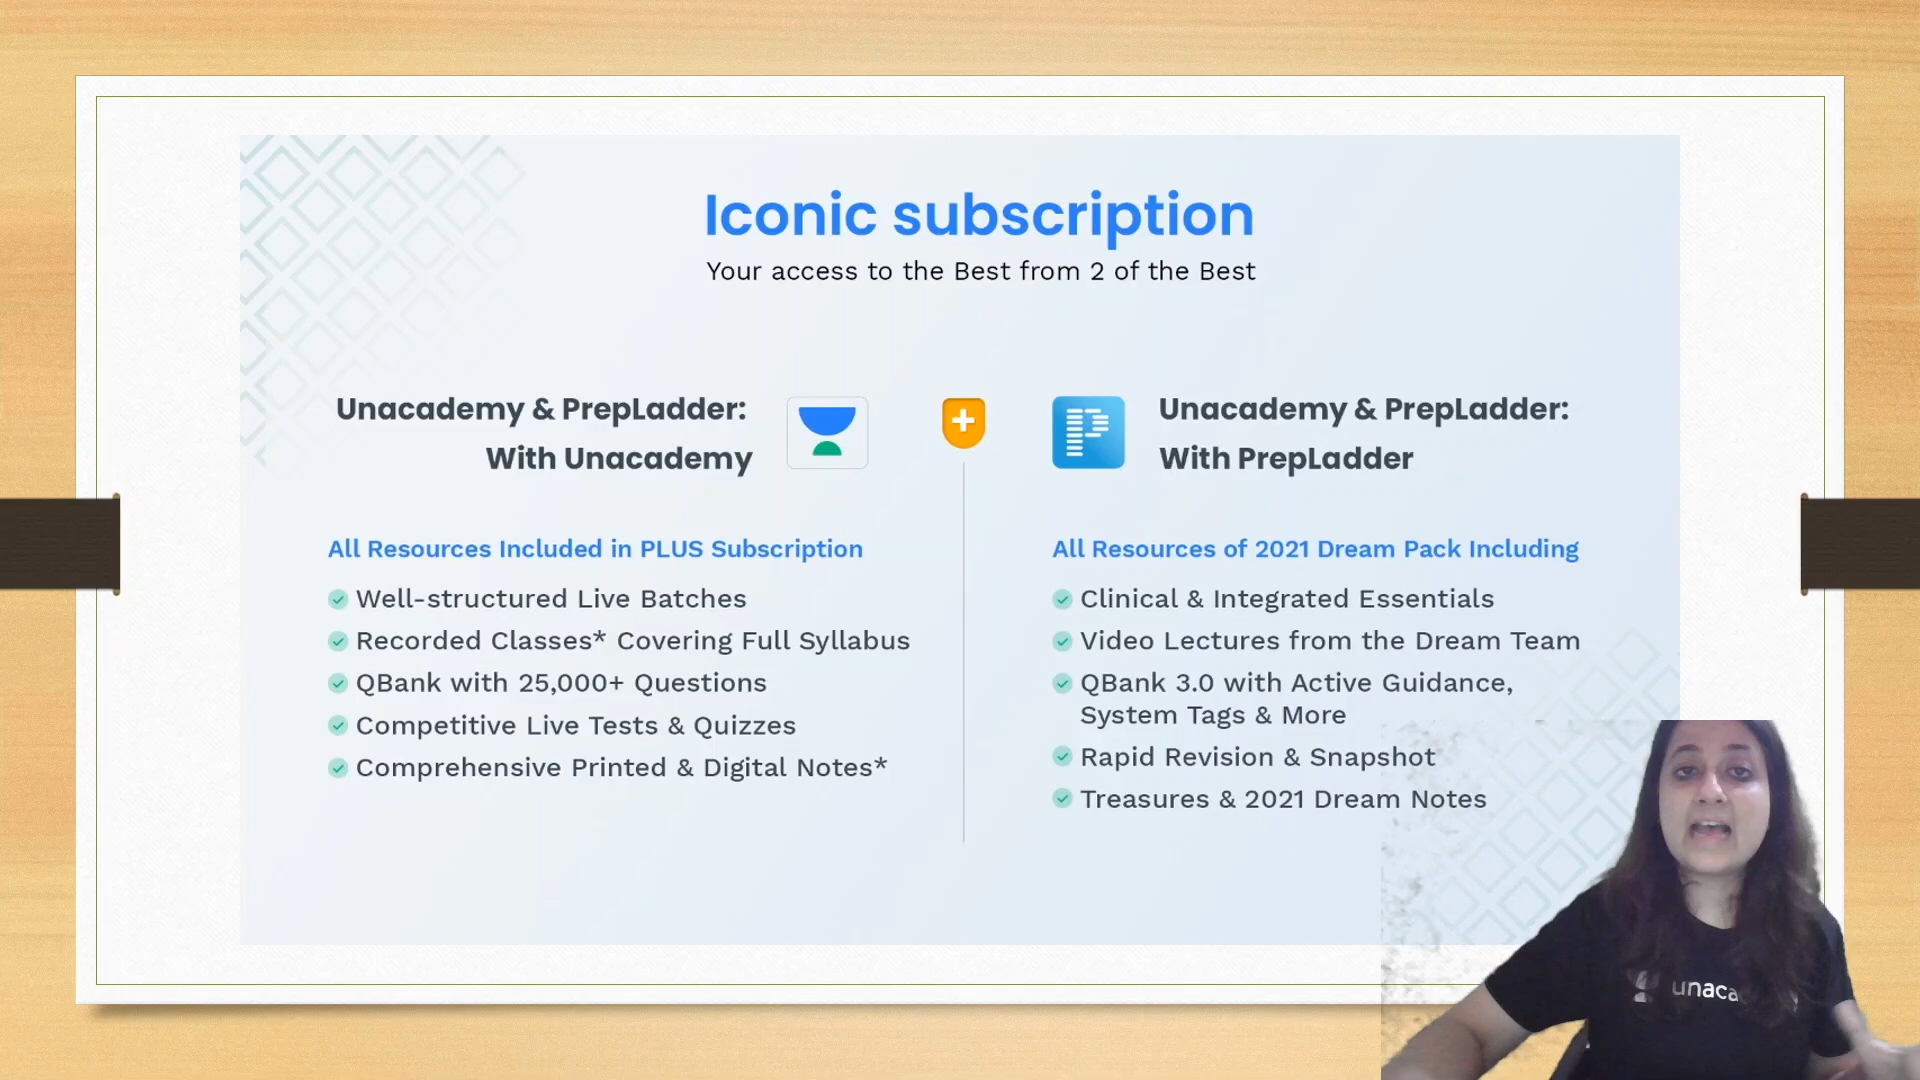 Iconic subscription
Your access to the Best from 2 of the Best
Unacademy & PrepLadder:
With Unacademy
All Resources Included in PLUS Subscription
Well-structured Live Batches
Recorded Classes* Covering Full Syllabus
QBank with 25,000+ Questions
Competitive Live Tests & Quizzes
Comprehensive Printed & Digital Notes*
Unacademy & PrepLadder:
With PrepLadder
All Resources of 2021 Dream Pack Including
Clinical & Integrated Essentials
Video Lectures from the Dream Team
QBank 3.0 with Active Guidance,
System Tags & More
Rapid Revision & Snapshot
Treasures & 2021 Dream Notes
unaca